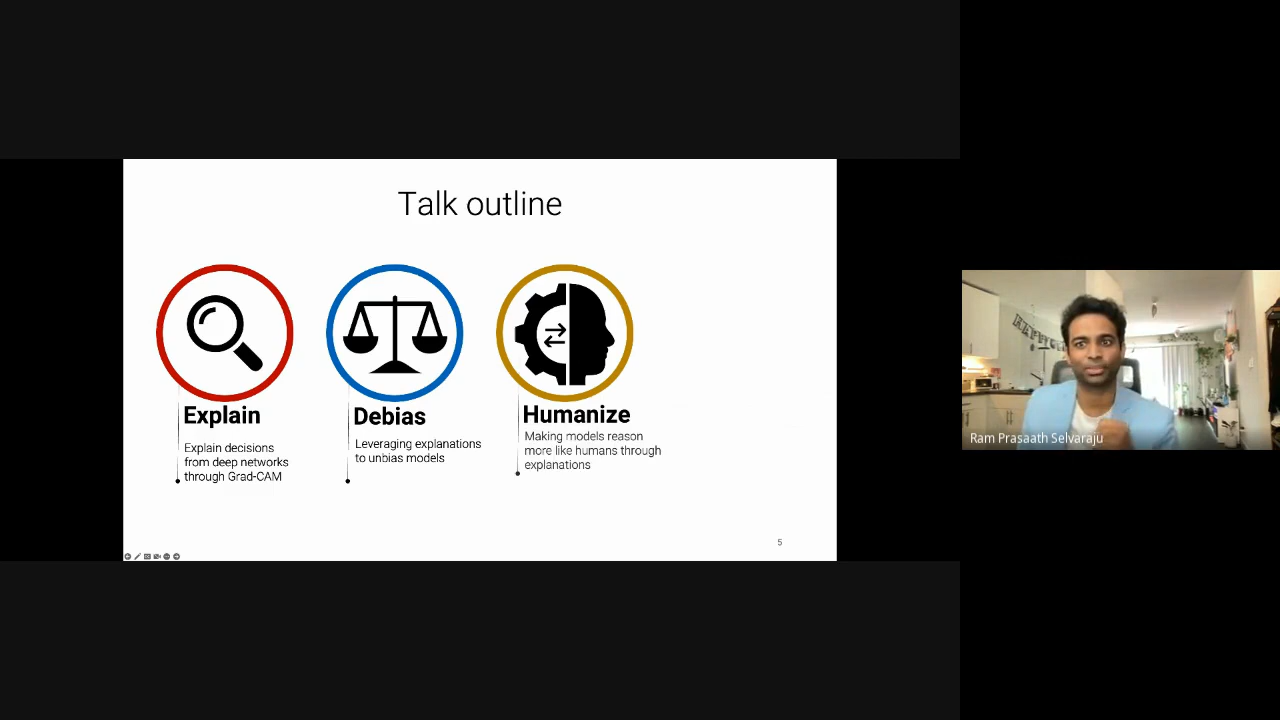 Talk outline
Explain
Explain decisions
from deep networks
through Grad-CAM
Debias
Leveraging explanations
to unbias models
Humanize
Making models reason
more like humans through
explanations
5
Ram Prasaath Selvaraju